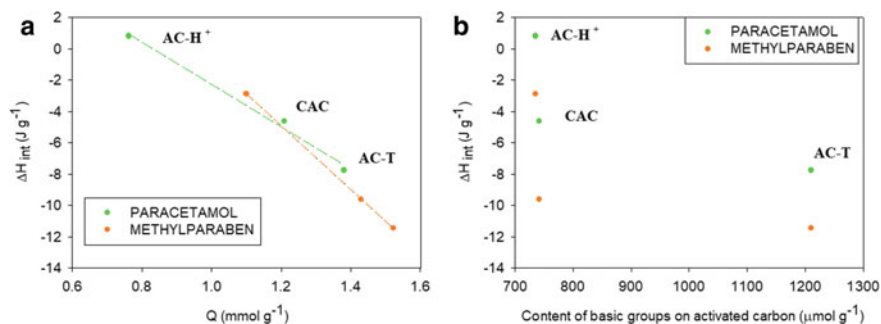 a
2
0
-2
-4
-6
-8
-10
-12
-14
ΔH int (J g-1)
AC-H +
CAC
AC-T
PARACETAMOL
METHYLPARABEN
0.6
0.8
1.0
1.2
1.4
1.6
Q (mmol g-1)
b
2
0
-2
-4
-6
-8
-10
-12
-14
ΔH int (J g-1)
PARACETAMOL
METHYLPARABEN
AC-H +
CAC
AC-T
700
800
900
1000
1100
1200
1300
Content of basic groups on activated carbon (μmol g-1)